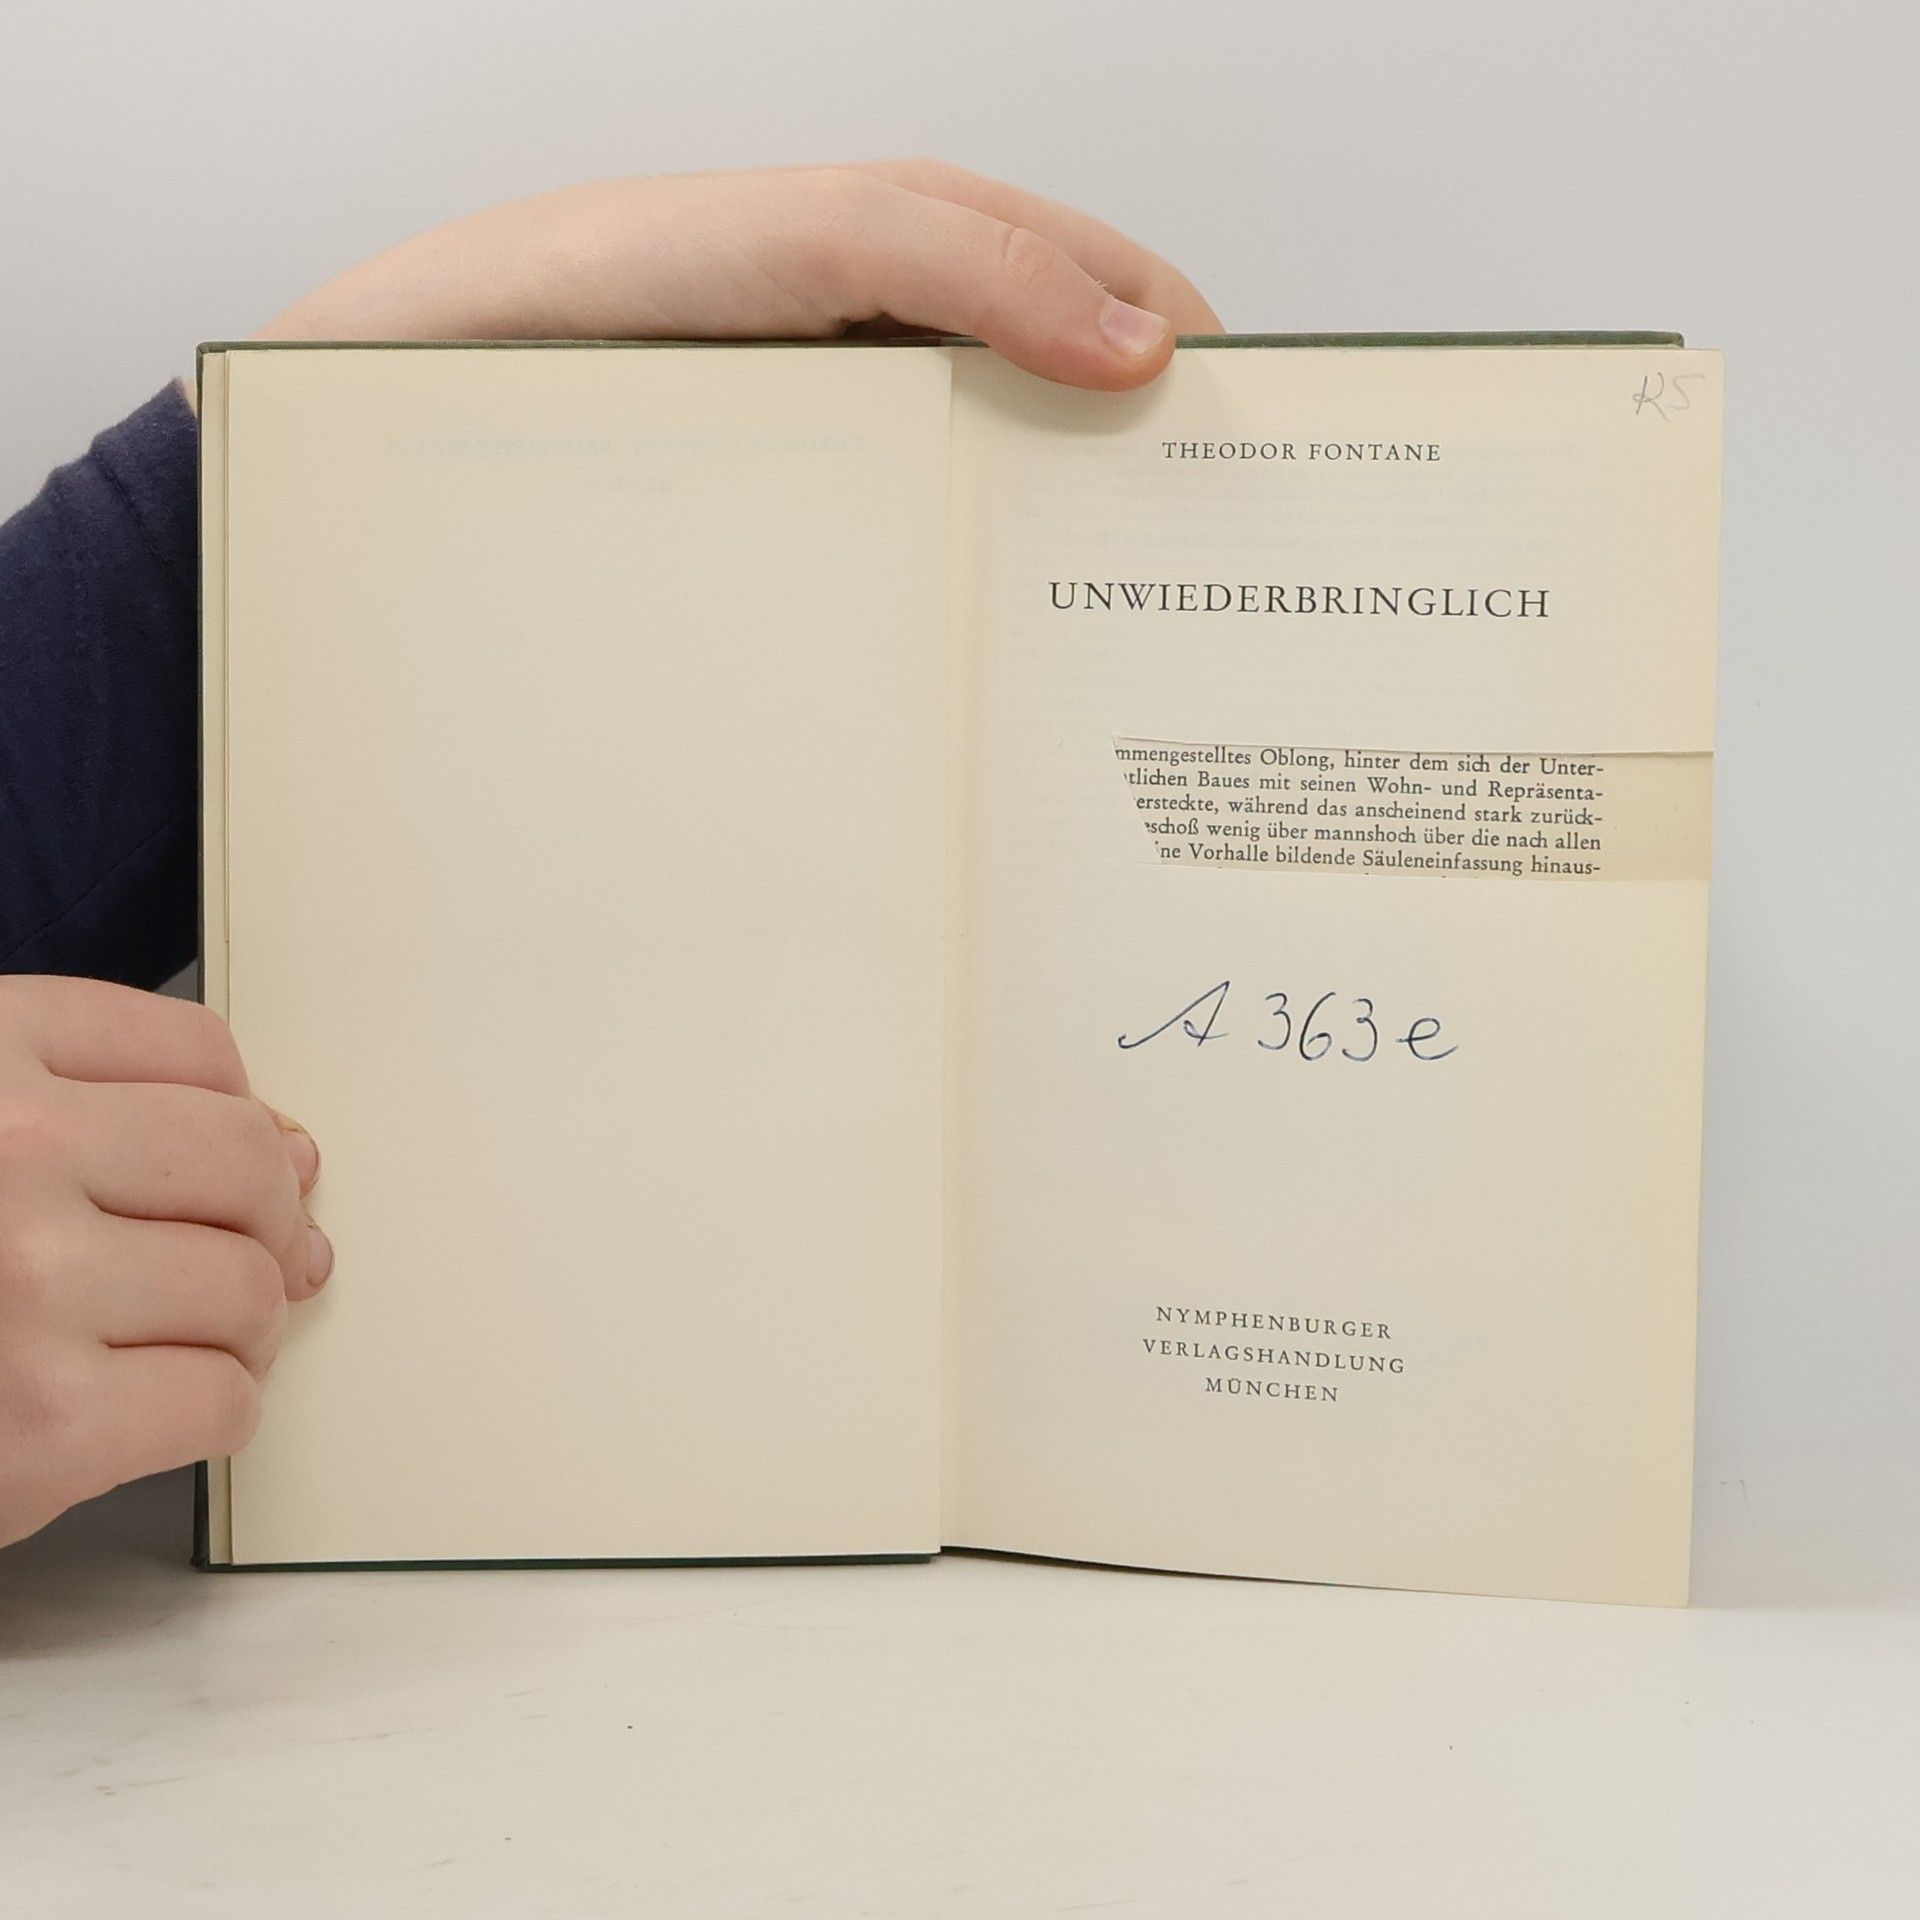 THEODOR FONTANE
UNWIEDERBRINGLICH
mmengestelltes Oblong, hinter dem sich der Unter-
tlichen Baues mit seinen Wohn- und Repräsenta-
ersteckte, während das anscheinend stark zurück-
eschoß wenig über mannshoch über die nach allen
ine Vorhalle bildende Säuleneinfassung hinaus-
A 363 e
NYMPHENBURGER
VERLAGSHANDLUNG
MÜNCHEN